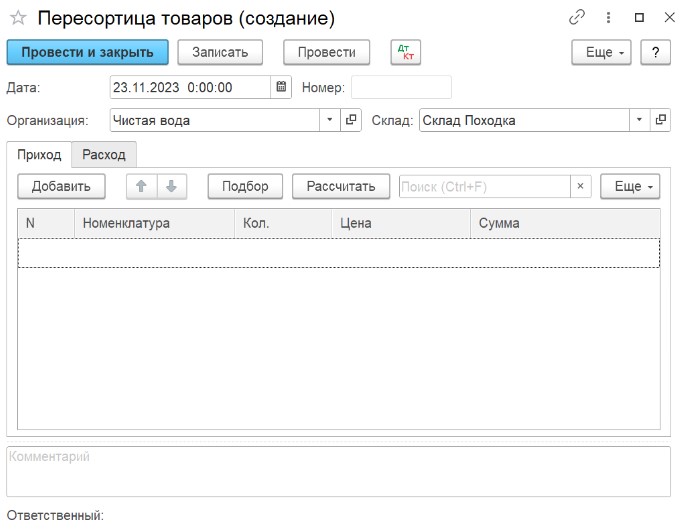 Пересортица товаров (создание)
Провести и закрыть Записать Провести Дт Кт Еще ?
Дата: 23.11.2023 0:00:00 Номер:
Организация: Чистая вода Склад: Склад Походка
Приход Расход
Добавить Подбор Рассчитать Поиск (Ctrl+F) × Еще
N Номенклатура Кол. Цена Сумма
Комментарий
Ответственный: